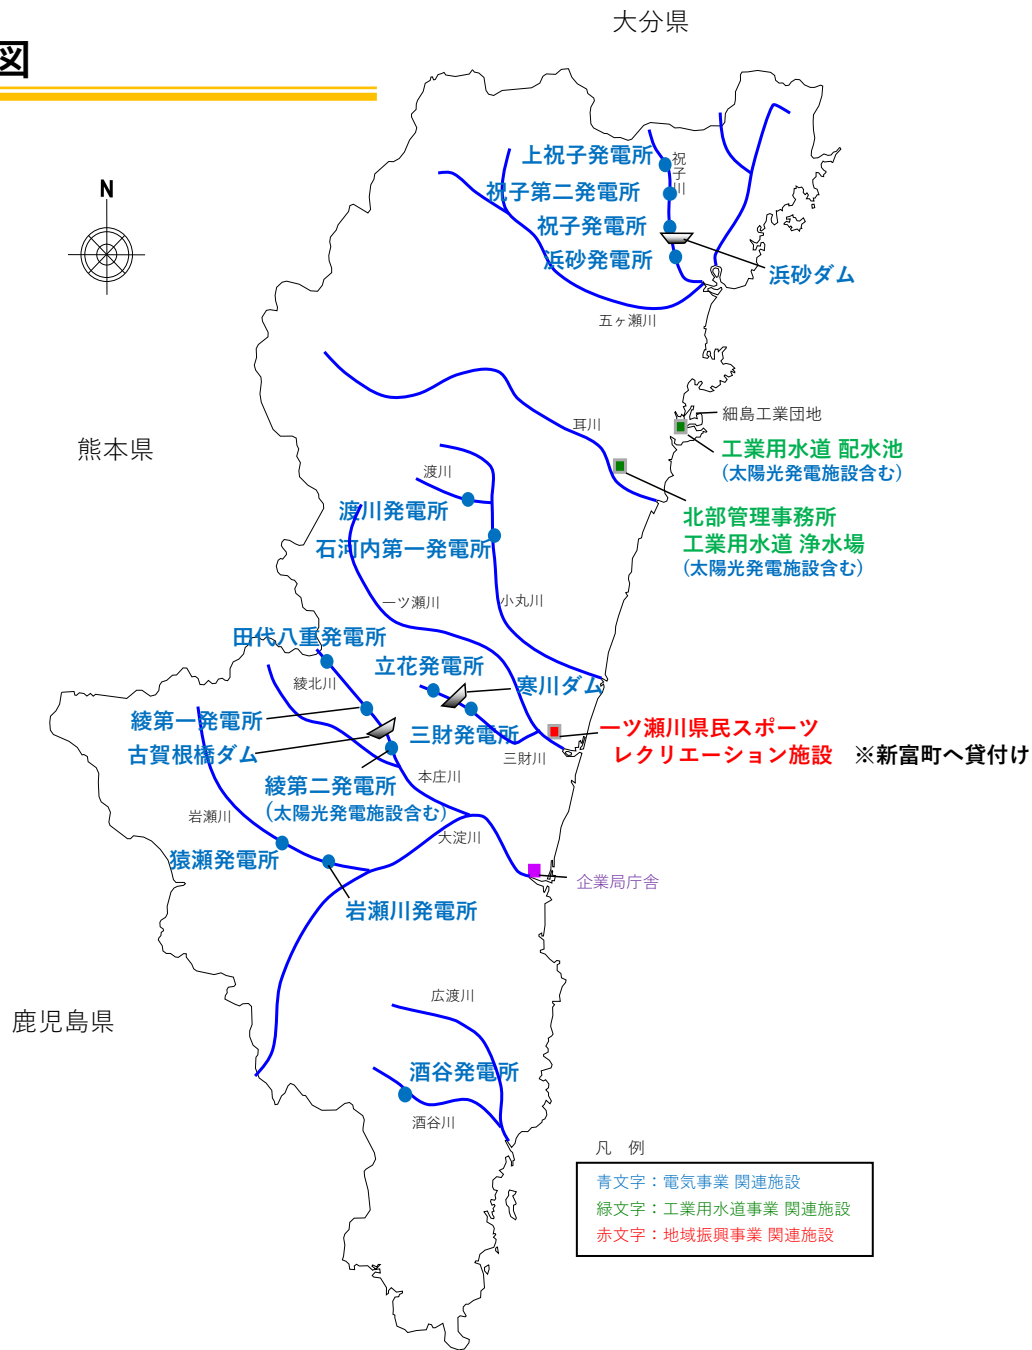 図
大分県
N
上祝子発電所
祝子川
祝子第二発電所
祝子発電所
浜砂発電所
浜砂ダム
五ヶ瀬川
細島工業団地
耳川
熊本県
工業用水道 配水池
(太陽光発電施設含む)
渡川
渡川発電所
北部管理事務所
工業用水道 浄水場
(太陽光発電施設含む)
石河内第一発電所
一ツ瀬川
小丸川
田代八重発電所
立花発電所
綾北川
寒川ダム
綾第一発電所
三財発電所
一ツ瀬川県民スポーツ
レクリエーション施設 ※新富町へ貸付け
古賀根橋ダム
三財川
本庄川
綾第二発電所
(太陽光発電施設含む)
岩瀬川
大淀川
猿瀬発電所
企業局庁舎
岩瀬川発電所
広渡川
鹿児島県
酒谷発電所
酒谷川
凡 例
青文字：電気事業 関連施設
緑文字：工業用水道事業 関連施設
赤文字：地域振興事業 関連施設